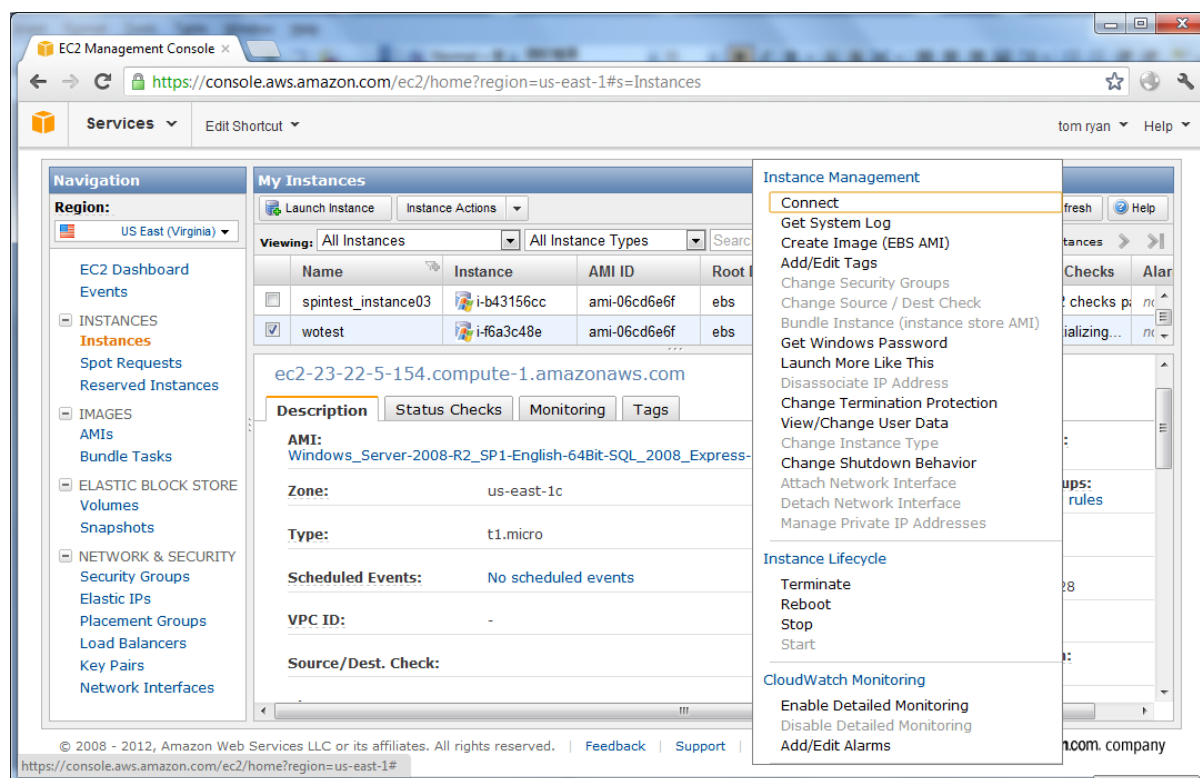 EC2 Management Console ×
https://console.aws.amazon.com/ec2/home?region=us-east-1#s=Instances
Services Edit Shortcut tom ryan Help
Navigation
Region:
US East (Virginia)
EC2 Dashboard
Events
INSTANCES
Instances
Spot Requests
Reserved Instances
IMAGES
AMIs
Bundle Tasks
ELASTIC BLOCK STORE
Volumes
Snapshots
NETWORK & SECURITY
Security Groups
Elastic IPs
Placement Groups
Load Balancers
Key Pairs
Network Interfaces
My Instances
Launch Instance Instance Actions fresh Help
Viewing: All Instances All Instance Types Searc tances
Name Instance AMI ID Root Checks Alar
spintest_instance03 i-b43156cc ami-06cd6e6f ebs checks
wotest i-f6a3c48e ami-06cd6e6f ebs ializing...
ec2-23-22-5-154.compute-1.amazonaws.com
Description Status Checks Monitoring Tags
AMI:
Windows_Server-2008-R2_SP1-English-64Bit-SQL_2008_Express-
Zone: us-east-1c ups:
rules
Type: t1.micro
Scheduled Events: No scheduled events 28
VPC ID: -
Source/Dest. Check:
Instance Management
Connect
Get System Log
Create Image (EBS AMI)
Add/Edit Tags
Change Security Groups
Change Source / Dest Check
Bundle Instance (instance store AMI)
Get Windows Password
Launch More Like This
Disassociate IP Address
Change Termination Protection
View/Change User Data
Change Instance Type
Change Shutdown Behavior
Attach Network Interface
Detach Network Interface
Manage Private IP Addresses
Instance Lifecycle
Terminate
Reboot
Stop
Start
CloudWatch Monitoring
Enable Detailed Monitoring
Disable Detailed Monitoring
Add/Edit Alarms
© 2008 - 2012, Amazon Web Services LLC or its affiliates. All rights reserved. | Feedback | Support | n.com. company
https://console.aws.amazon.com/ec2/home?region=us-east-1#